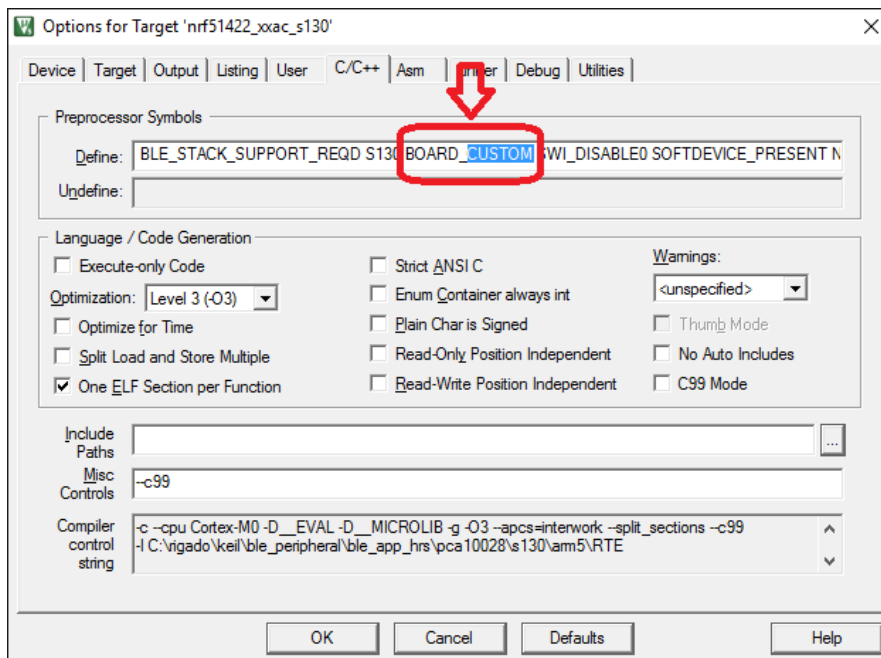 Options for Target 'nrf51422_xxac_s130'
Device Target Output Listing User C/C++ Asm Debug Utilities
Preprocessor Symbols
Define: BLE_STACK_SUPPORT_REQD S130 BOARD_CUSTOM SWI_DISABLE0 SOFTDEVICE_PRESENT N
Undefine:
Language / Code Generation
Execute-only Code
Strict ANSI C
Warnings:
Optimization: Level 3 (-O3)
Enum Container always int
<unspecified>
Optimize for Time
Plain Char is Signed
Thumb Mode
Split Load and Store Multiple
Read-Only Position Independent
No Auto Includes
One ELF Section per Function
Read-Write Position Independent
C99 Mode
Include Paths
...
Misc Controls
--c99
Compiler control string
-c --cpu Cortex-M0 -D__EVAL -D__MICROLIB -g -O3 --apcs=interwork --split_sections --c99
-I C:\rigado\keil\ble_peripheral\ble_app_hrs\pca10028\s130\arm5\RTE
OK Cancel Defaults Help